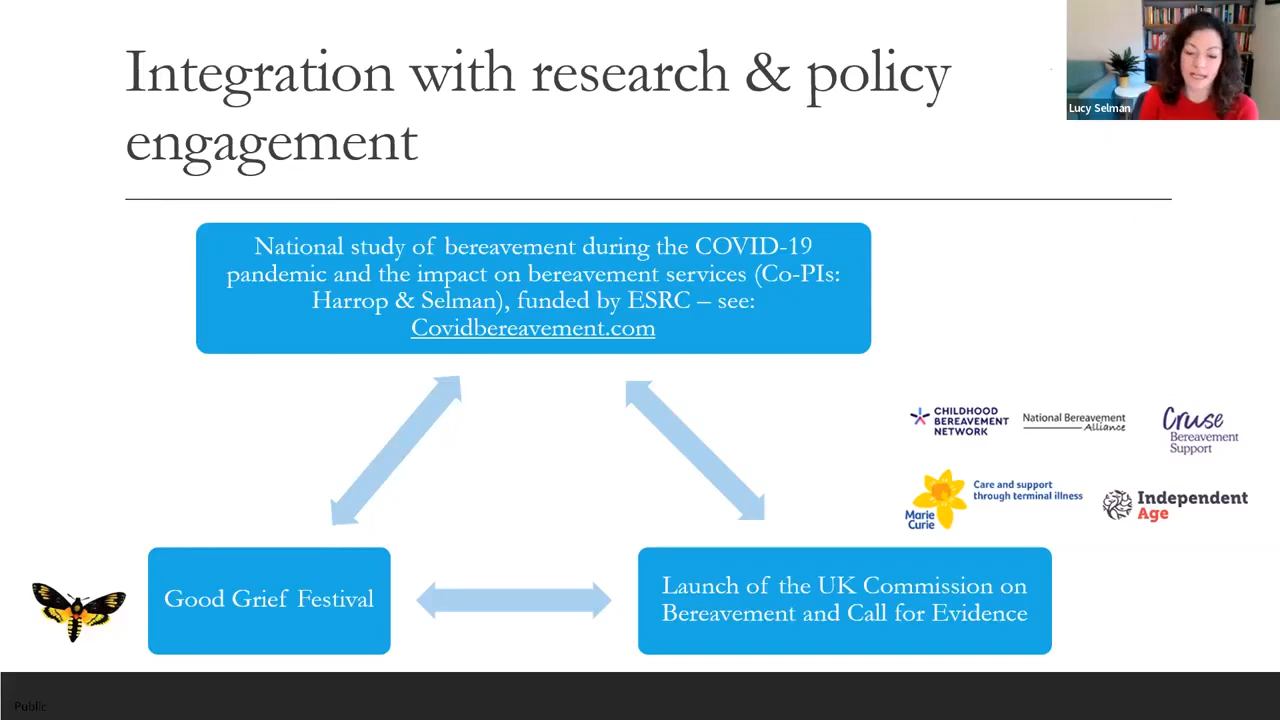 Integration with research & policy
engagement
Lucy Selman
National study of bereavement during the COVID-19
pandemic and the impact on bereavement services (Co-PIs:
Harrop & Selman), funded by ESRC – see:
Covidbereavement.com
CHILDHOOD
BEREAVEMENT
NETWORK
National Bereavement
Alliance
Cruse
Bereavement
Support
Marie
Curie
Care and support
through terminal illness
Independent
Age
Good Grief Festival
Launch of the UK Commission on
Bereavement and Call for Evidence
Public